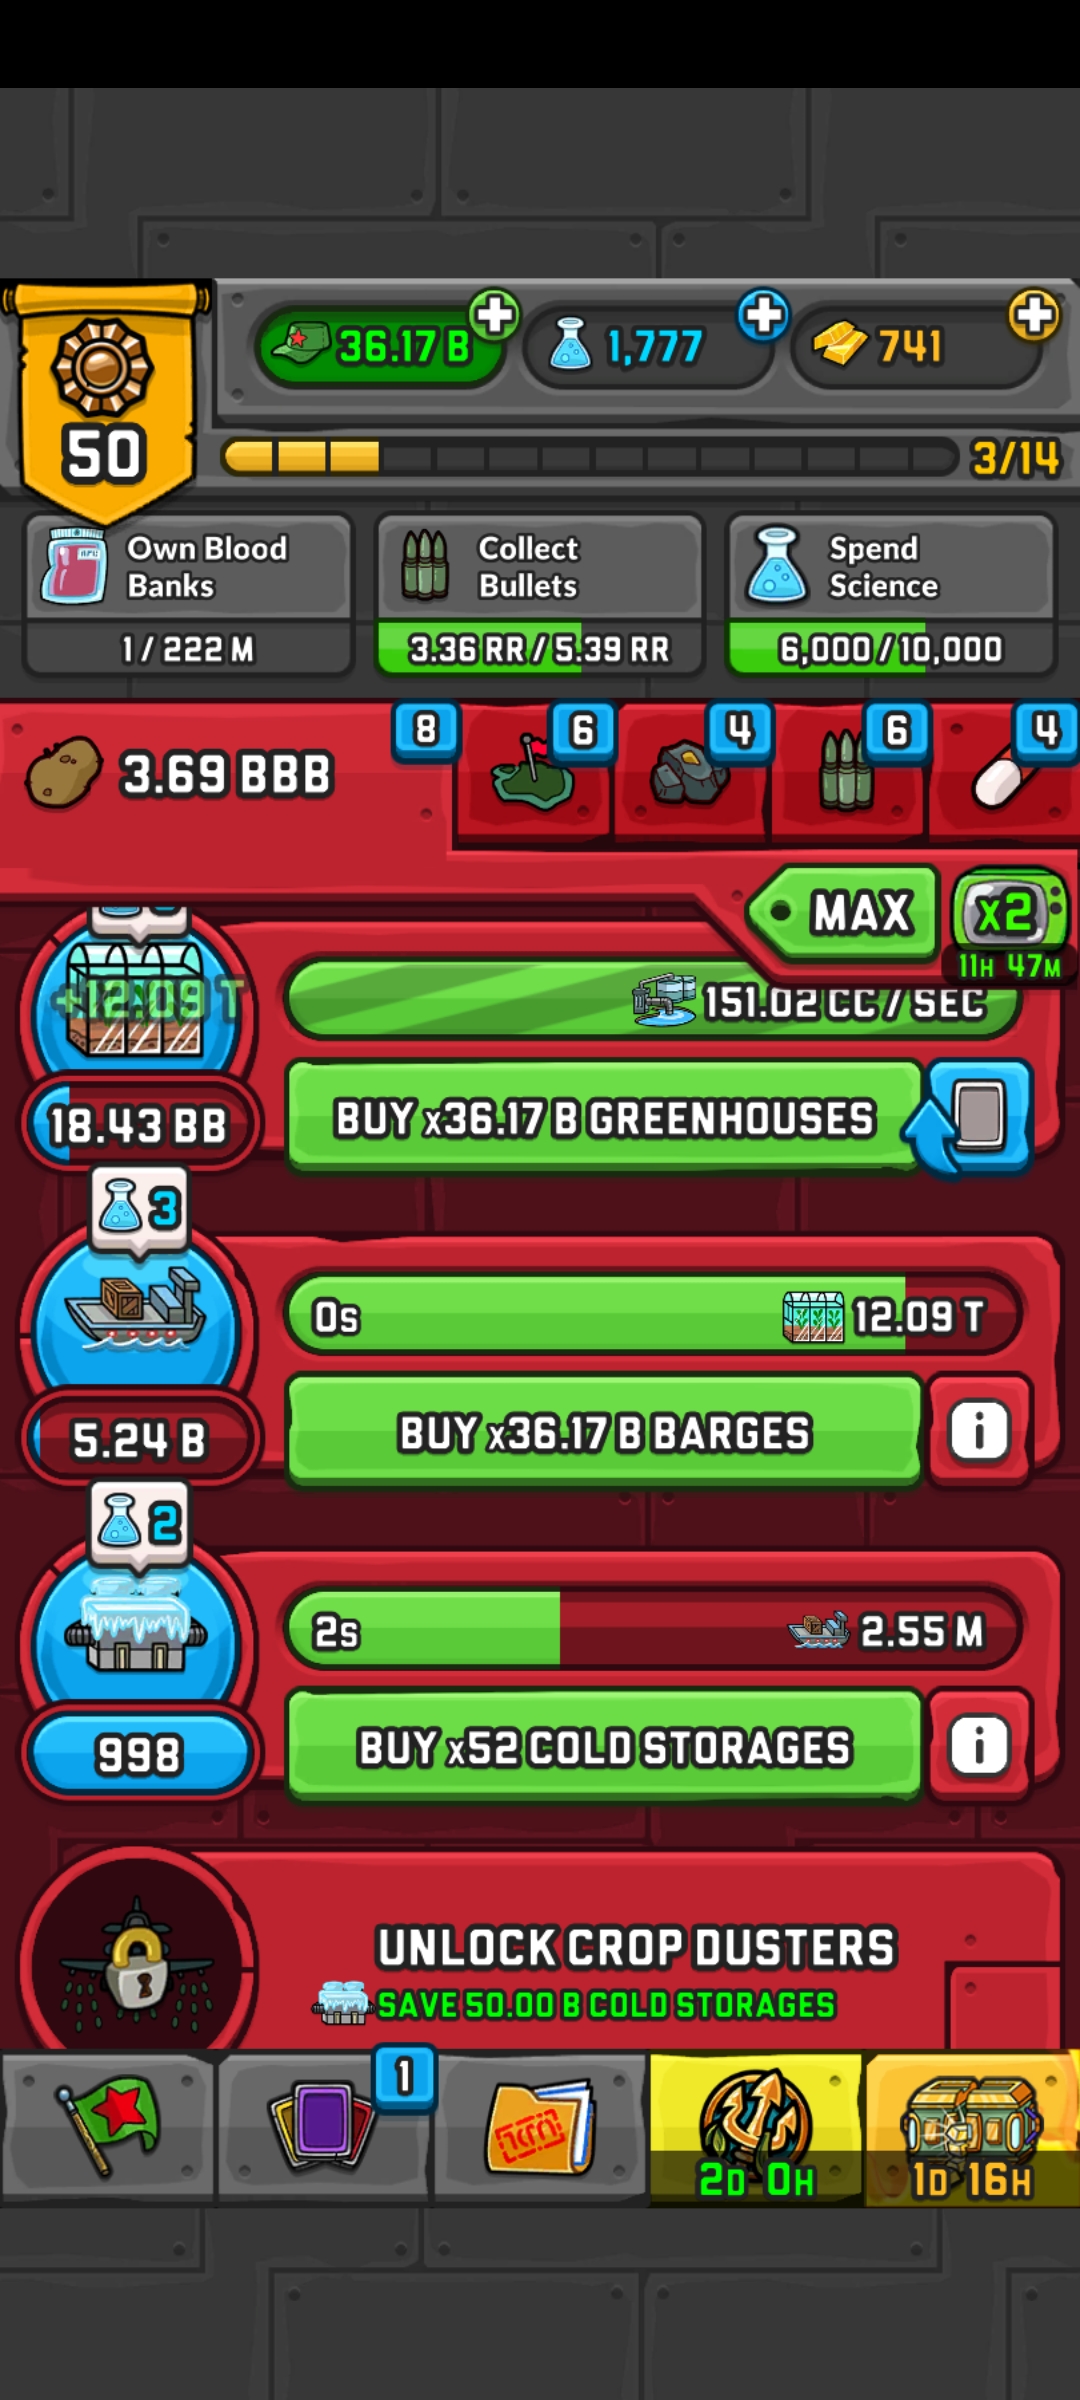 36.17 B
1,777
741
50
3/14
Own Blood
Banks
1 / 222 M
Collect
Bullets
3.36 RR / 5.39 RR
Spend
Science
6,000 / 10,000
3.69 BBB
8
6
4
6
4
MAX
x2
11H 47M
+12.09 T
151.02 CC / SEC
18.43 BB
BUY x36.17 B GREENHOUSES
3
0s
12.09 T
5.24 B
BUY x36.17 B BARGES
i
2
2s
2.55 M
998
BUY x52 COLD STORAGES
i
UNLOCK CROP DUSTERS
SAVE 50.00 B COLD STORAGES
1
2D 0H
1D 16H